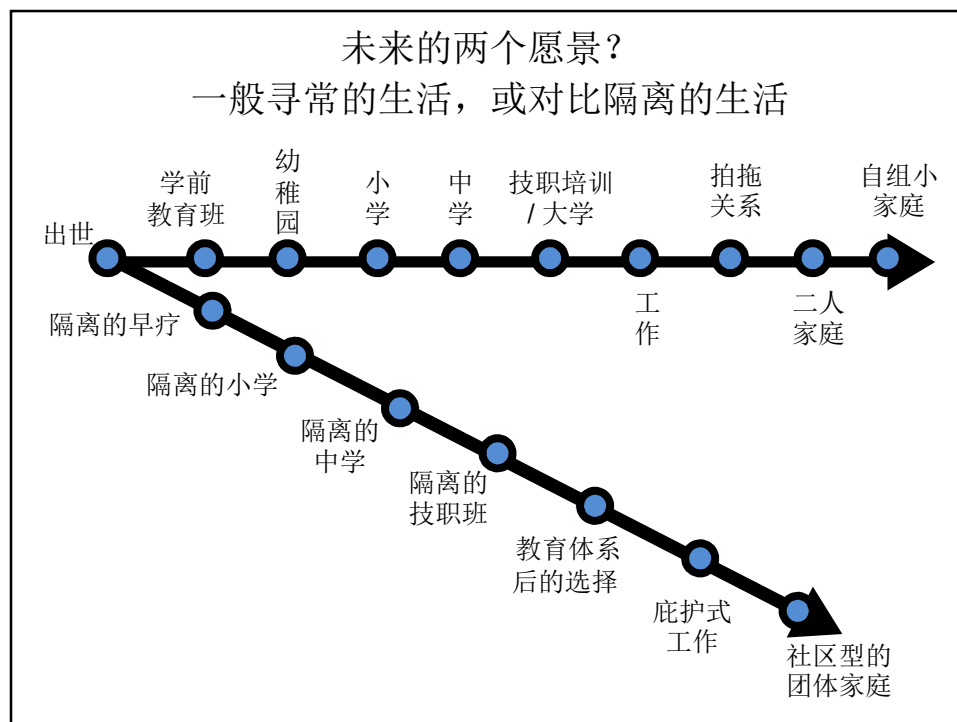 未来的两个愿景？
一般寻常的生活，或对比隔离的生活
出世
学前
教育班
幼
稚
园
小
学
中
学
技职培训
/ 大学
工
作
拍拖
关系
二人
家庭
自组小
家庭
隔离的早疗
隔离的小学
隔离的
中学
隔离的
技职班
教育体系
后的选择
庇护式
工作
社区型的
团体家庭